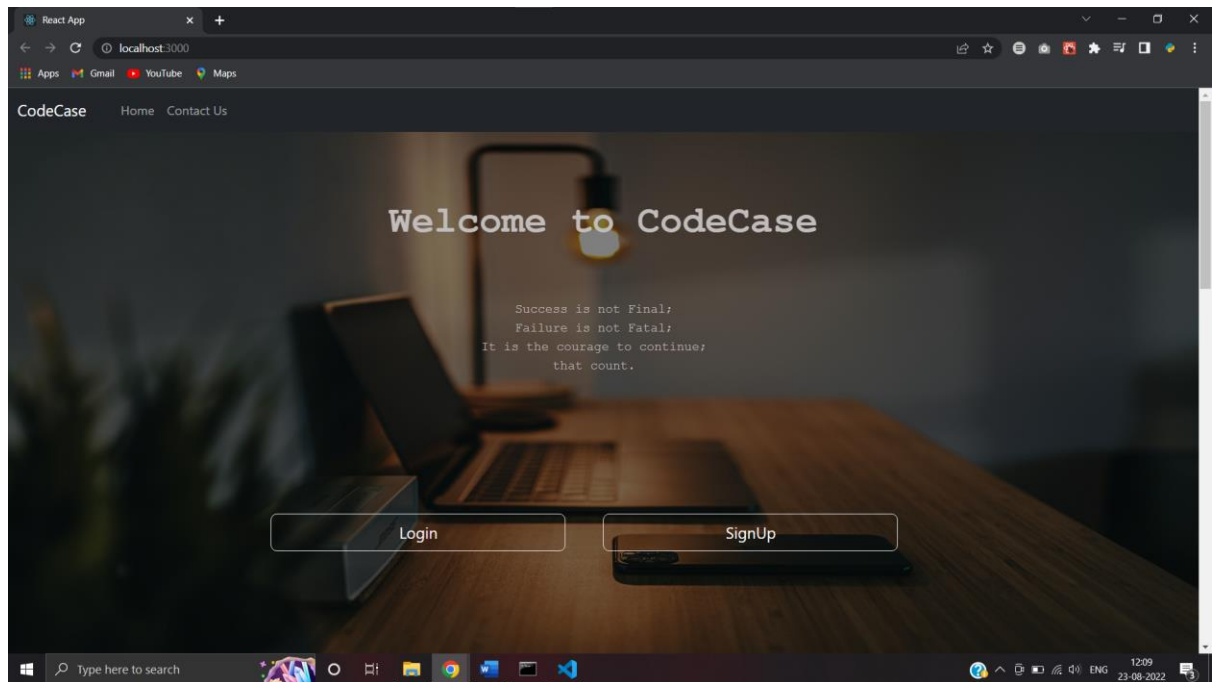 React App
localhost:3000
Apps Gmail YouTube Maps
CodeCase Home Contact Us
Welcome to CodeCase
Success is not Final;
Failure is not Fatal;
It is the courage to continue;
that count.
Login SignUp
Type here to search
ENG
12:09
23-08-2022
3